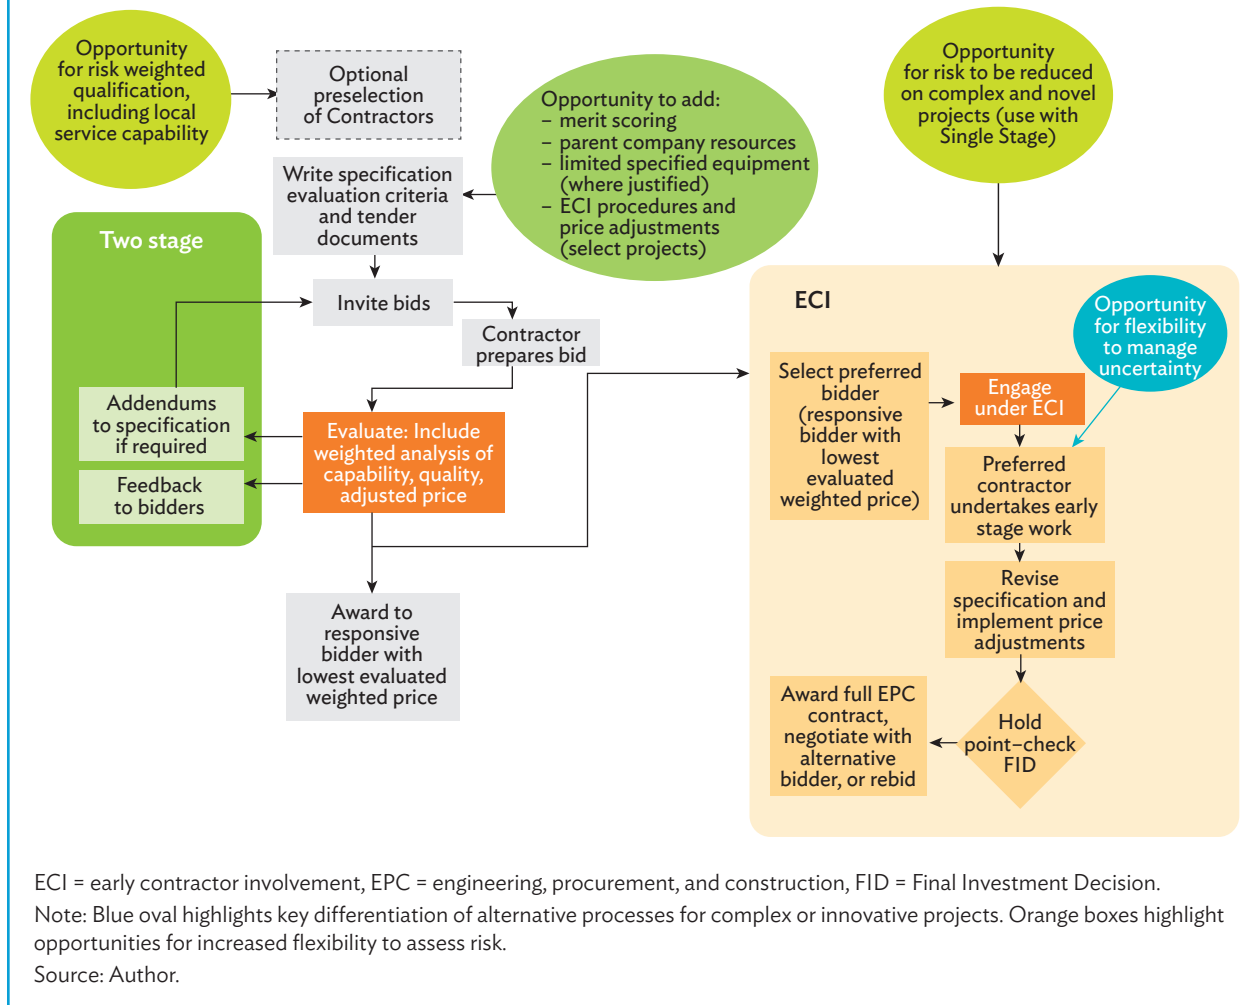 Opportunity
for risk weighted
qualification,
including local
service capability
Optional
preselection
of Contractors
Opportunity to add:
– merit scoring
– parent company resources
– limited specified equipment
(where justified)
– ECI procedures and
price adjustments
(select projects)
Opportunity
for risk to be reduced
on complex and novel
projects (use with
Single Stage)
Write specification
evaluation criteria
and tender
documents
Two stage
Invite bids
Contractor
prepares bid
Addendums
to specification
if required
Feedback
to bidders
Evaluate: Include
weighted analysis of
capability, quality,
adjusted price
Award to
responsive
bidder with
lowest evaluated
weighted price
ECI
Opportunity
for flexibility
to manage
uncertainty
Select preferred
bidder
(responsive
bidder with
lowest
evaluated
weighted price)
Engage
under ECI
Preferred
contractor
undertakes early
stage work
Revise
specification and
implement price
adjustments
Hold
point–check
FID
Award full EPC
contract,
negotiate with
alternative
bidder, or rebid
ECI = early contractor involvement, EPC = engineering, procurement, and construction, FID = Final Investment Decision.
Note: Blue oval highlights key differentiation of alternative processes for complex or innovative projects. Orange boxes highlight
opportunities for increased flexibility to assess risk.
Source: Author.